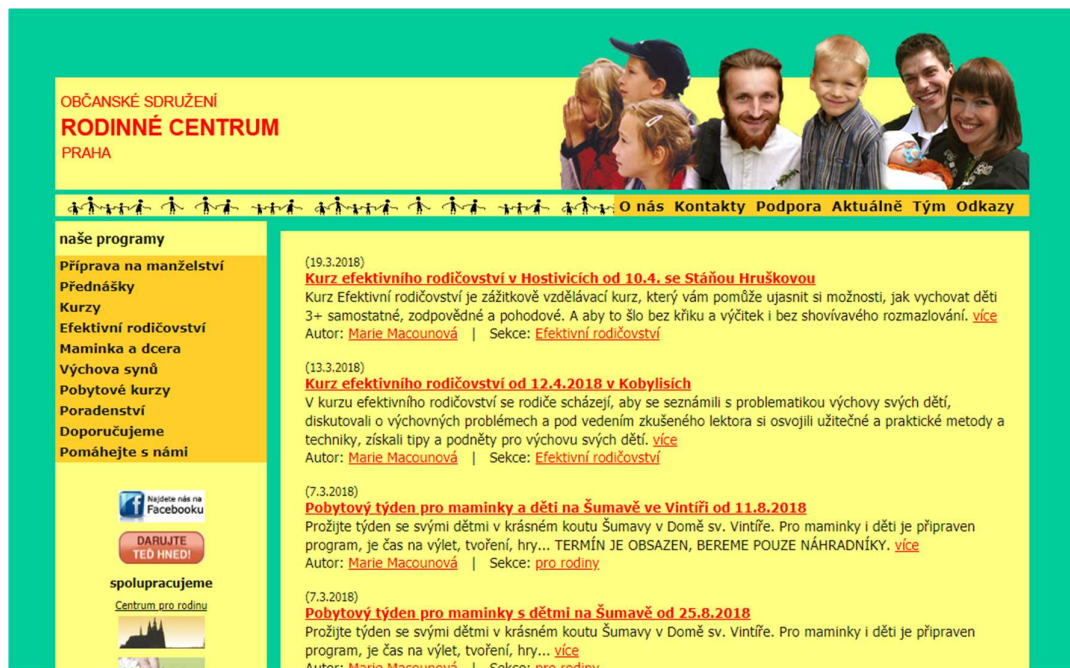 OBČANSKÉ SDRUŽENÍ
RODINNÉ CENTRUM
PRAHA
O nás Kontakty Podpora Aktuálně Tým Odkazy
naše programy
Příprava na manželství
Přednášky
Kurzy
Efektivní rodičovství
Maminka a dcera
Výchova synů
Pobytové kurzy
Poradenství
Doporučujeme
Pomáhejte s námi
Najdete nás na
Facebooku
DARUJTE
TEĎ HNED!
spolupracujeme
Centrum pro rodinu
(19.3.2018)
Kurz efektivního rodičovství v Hostivicích od 10.4. se Stáňou Hruškovou
Kurz Efektivní rodičovství je zážitkově vzdělávací kurz, který vám pomůže ujasnit si možnosti, jak vychovat děti
3+ samostatné, zodpovědné a pohodové. A aby to šlo bez křiku a výčitek i bez shovívavého rozmazlování. více
Autor: Marie Macounová | Sekce: Efektivní rodičovství
(13.3.2018)
Kurz efektivního rodičovství od 12.4.2018 v Kobylisích
V kurzu efektivního rodičovství se rodiče scházejí, aby se seznámili s problematikou výchovy svých dětí,
diskutovali o výchovných problémech a pod vedením zkušeného lektora si osvojili užitečné a praktické metody a
techniky, získali tipy a podněty pro výchovu svých dětí. více
Autor: Marie Macounová | Sekce: Efektivní rodičovství
(7.3.2018)
Pobytový týden pro maminky a děti na Šumavě ve Vintíři od 11.8.2018
Prožijte týden se svými dětmi v krásném koutu Šumavy v Domě sv. Vintíře. Pro maminky i děti je připraven
program, je čas na výlet, tvoření, hry... TERMÍN JE OBSAZEN, BEREME POUZE NÁHRADNÍKY. více
Autor: Marie Macounová | Sekce: pro rodiny
(7.3.2018)
Pobytový týden pro maminky s dětmi na Šumavě od 25.8.2018
Prožijte týden se svými dětmi v krásném koutu Šumavy v Domě sv. Vintíře. Pro maminky i děti je připraven
program, je čas na výlet, tvoření, hry... více
Autor: Marie Macounová | Sekce: pro rodiny